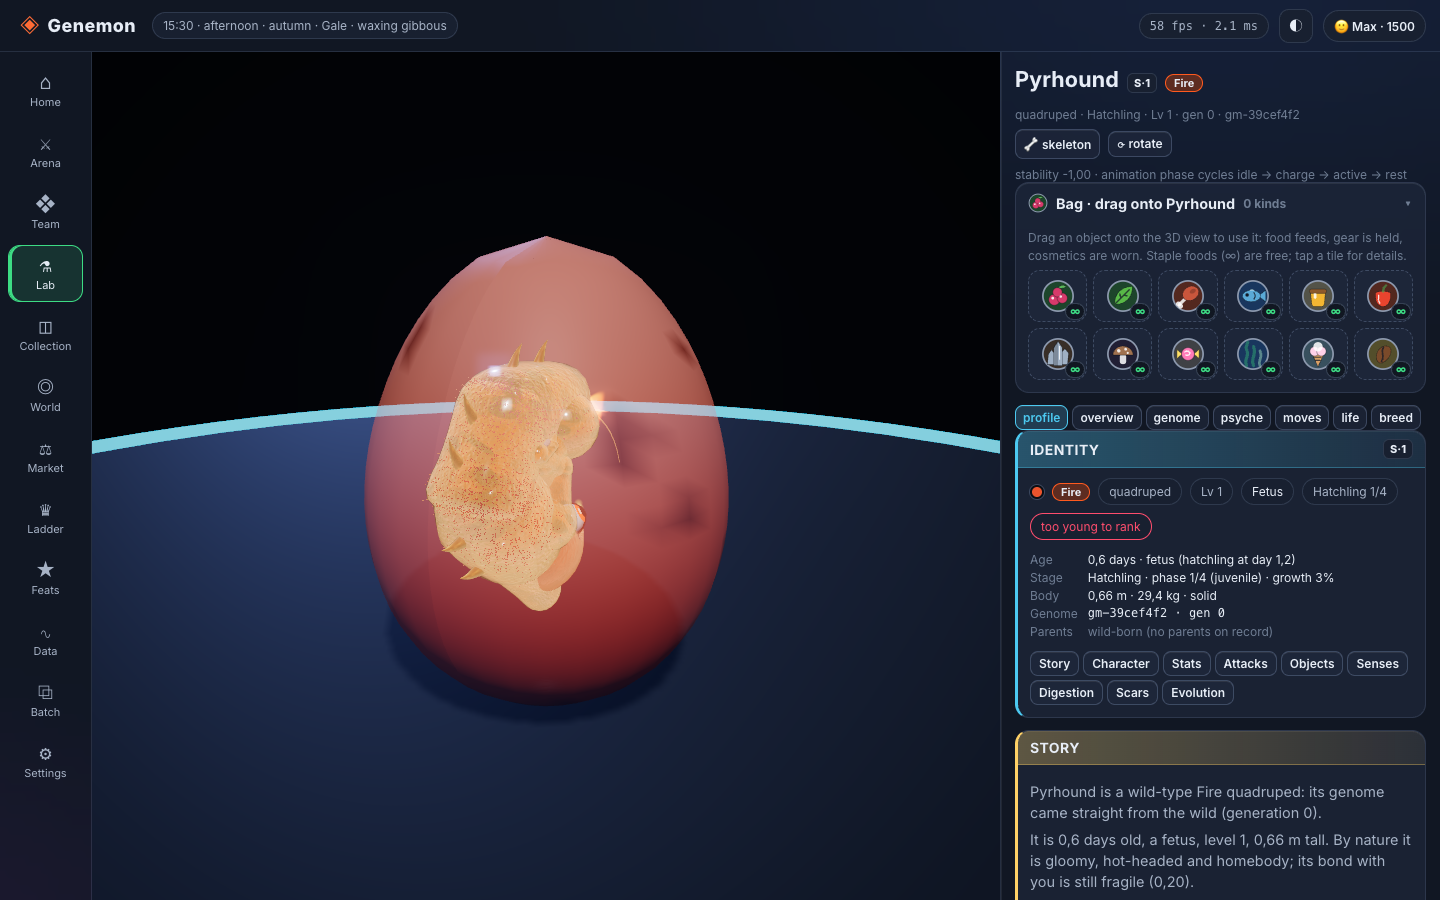 Genemon
15:30 · afternoon · autumn · Gale · waxing gibbous
58 fps · 2.1 ms
Max · 1500
Home
Arena
Team
Lab
Collection
World
Market
Ladder
Feats
Data
Batch
Settings
Pyrhound S·1 Fire
quadruped · Hatchling · Lv 1 · gen 0 · gm-39cef4f2
skeleton
rotate
stability -1,00 · animation phase cycles idle → charge → active → rest
Bag · drag onto Pyrhound 0 kinds
Drag an object onto the 3D view to use it: food feeds, gear is held,
cosmetics are worn. Staple foods (∞) are free; tap a tile for details.
∞ ∞ ∞ ∞ ∞ ∞
∞ ∞ ∞ ∞ ∞ ∞
profile overview genome psyche moves life breed
IDENTITY S·1
Fire quadruped Lv 1 Fetus Hatchling 1/4
too young to rank
Age 0,6 days · fetus (hatchling at day 1,2)
Stage Hatchling · phase 1/4 (juvenile) · growth 3%
Body 0,66 m · 29,4 kg · solid
Genome gm-39cef4f2 · gen 0
Parents wild-born (no parents on record)
Story Character Stats Attacks Objects Senses
Digestion Scars Evolution
STORY
Pyrhound is a wild-type Fire quadruped: its genome
came straight from the wild (generation 0).
It is 0,6 days old, a fetus, level 1, 0,66 m tall. By nature it
is gloomy, hot-headed and homebody; its bond with
you is still fragile (0,20).